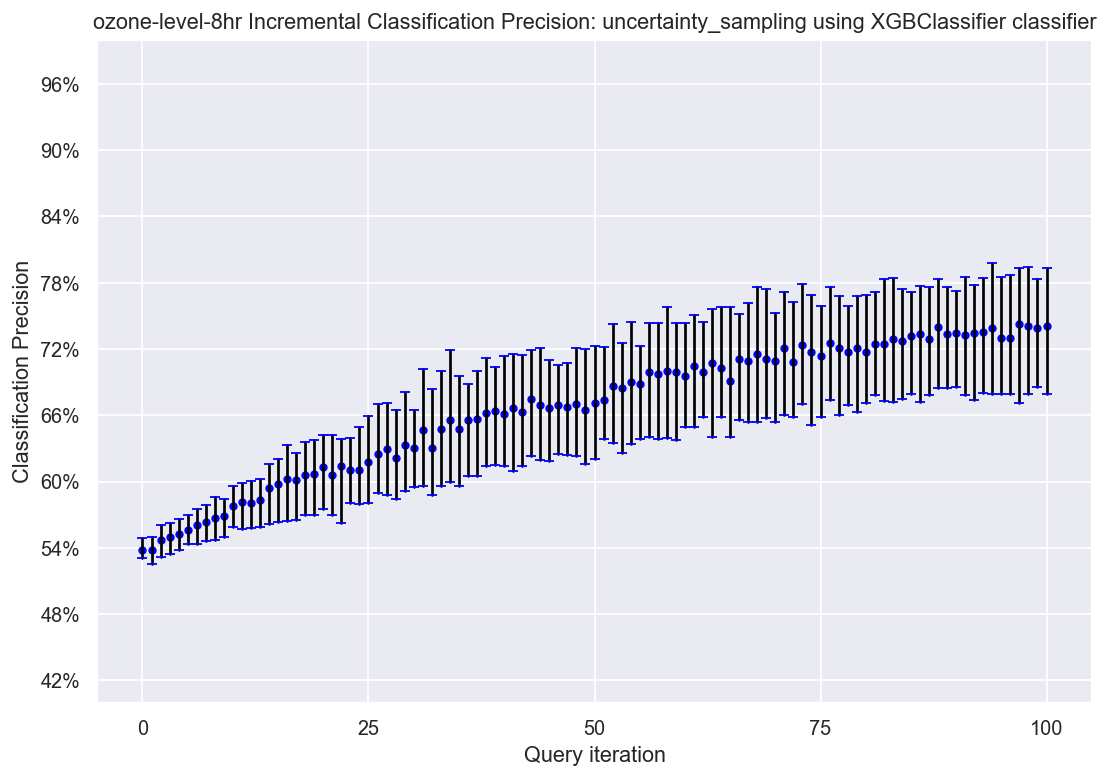 ozone-level-8hr Incremental Classification Precision: uncertainty_sampling using XGBClassifier classifier
Classification Precision
96%
90%
84%
78%
72%
66%
60%
54%
48%
42%
0 25 50 75 100
Query iteration